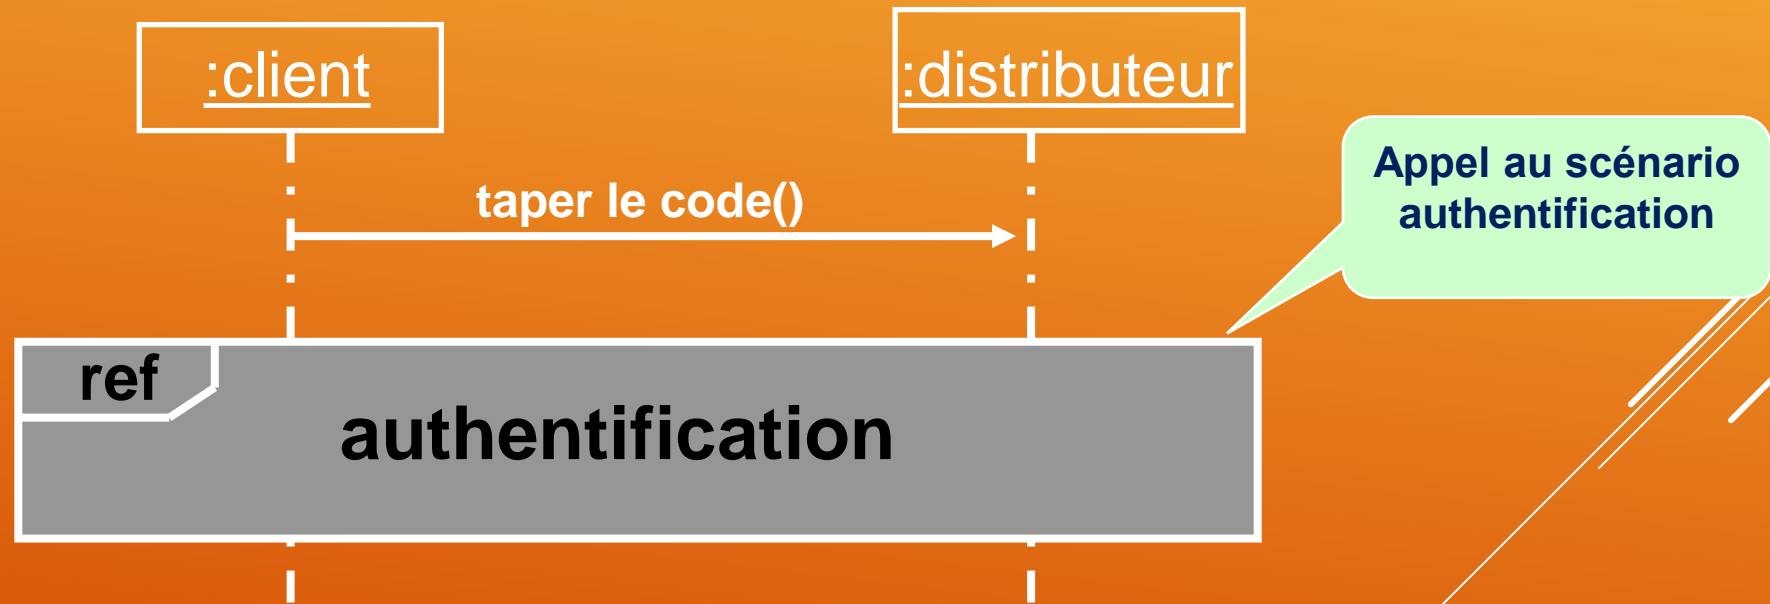 :client
:distributeur
Appel au scénario
authentification
taper le code()
ref
authentification